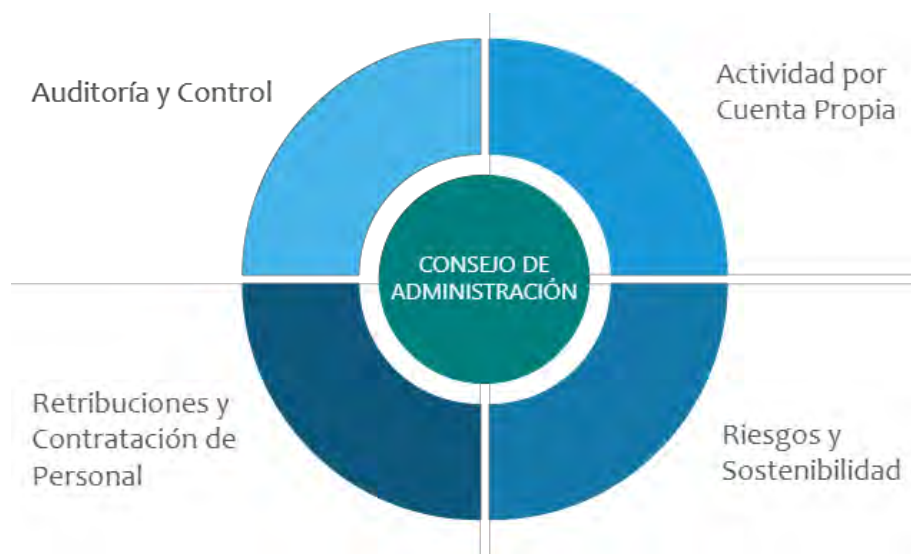 Auditoría y Control
Actividad por
Cuenta Propia
CONSEJO DE
ADMINISTRACIÓN
Retribuciones y
Contratación de
Personal
Riesgos y
Sostenibilidad